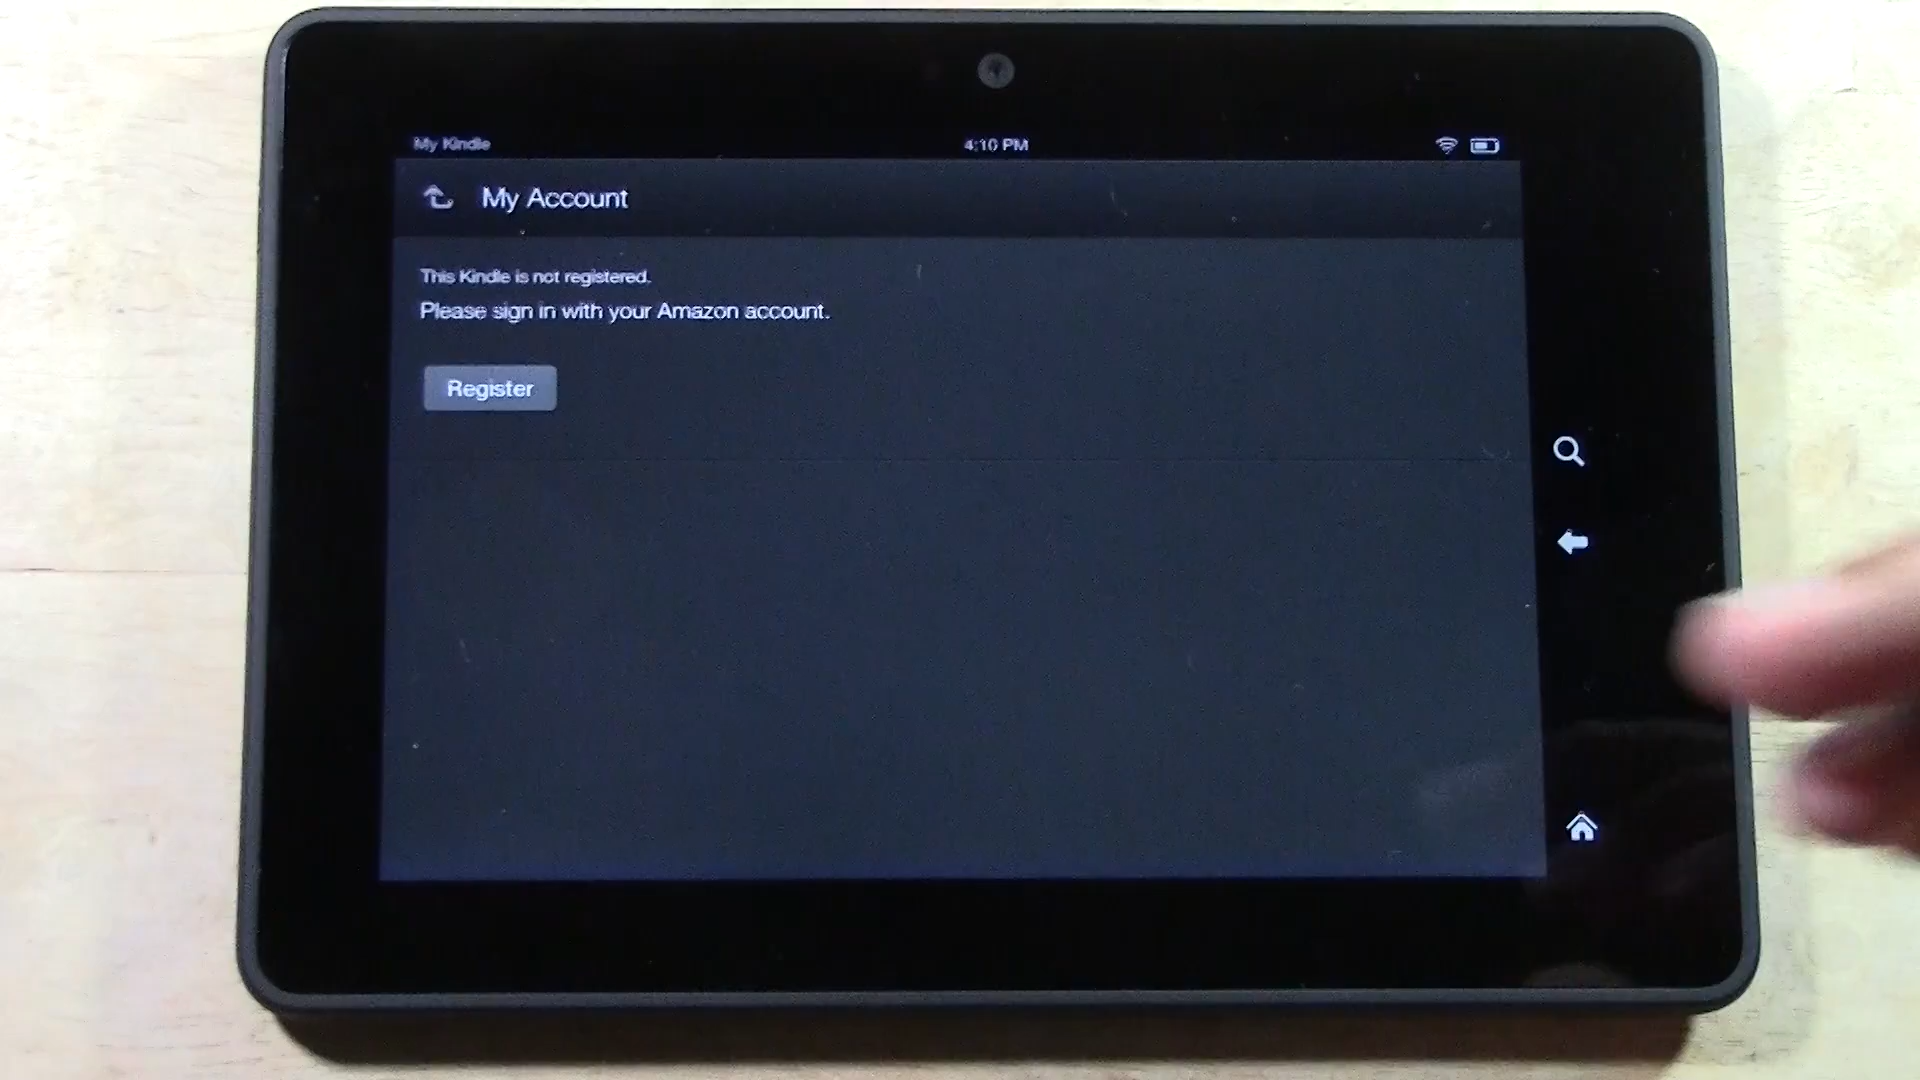 My Kindle
4:10 PM
My Account
This Kindle is not registered.
Please sign in with your Amazon account.
Register